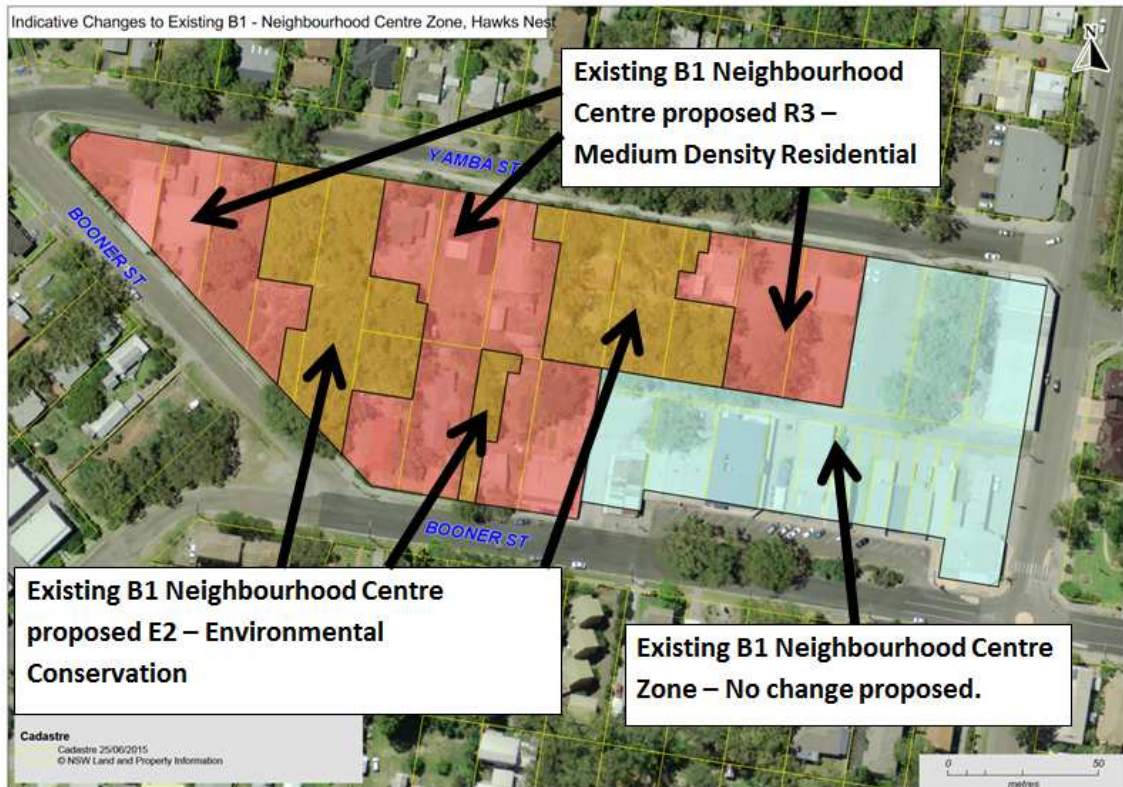 Indicative Changes to Existing B1 - Neighbourhood Centre Zone, Hawks Nest
N
Existing B1 Neighbourhood
Centre proposed R3 –
Medium Density Residential
YAMBA ST
BOONER ST
BOONER ST
Existing B1 Neighbourhood Centre
proposed E2 – Environmental
Conservation
Existing B1 Neighbourhood Centre
Zone – No change proposed.
Cadastre
Cadastre 25/06/2015
© NSW Land and Property Information
0 50
metres